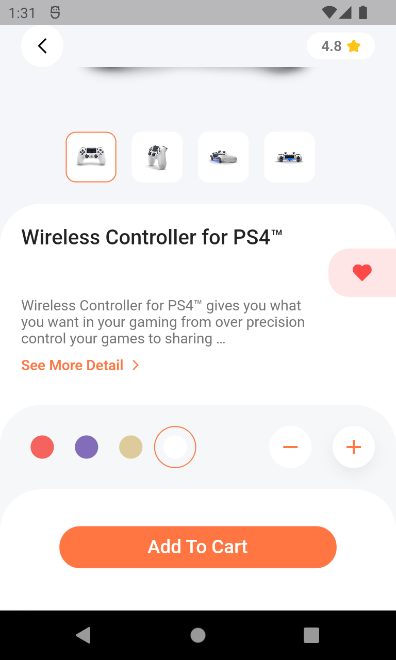 1:31
4.8
Wireless Controller for PS4™
Wireless Controller for PS4™ gives you what
you want in your gaming from over precision
control your games to sharing ...
See More Detail
Add To Cart